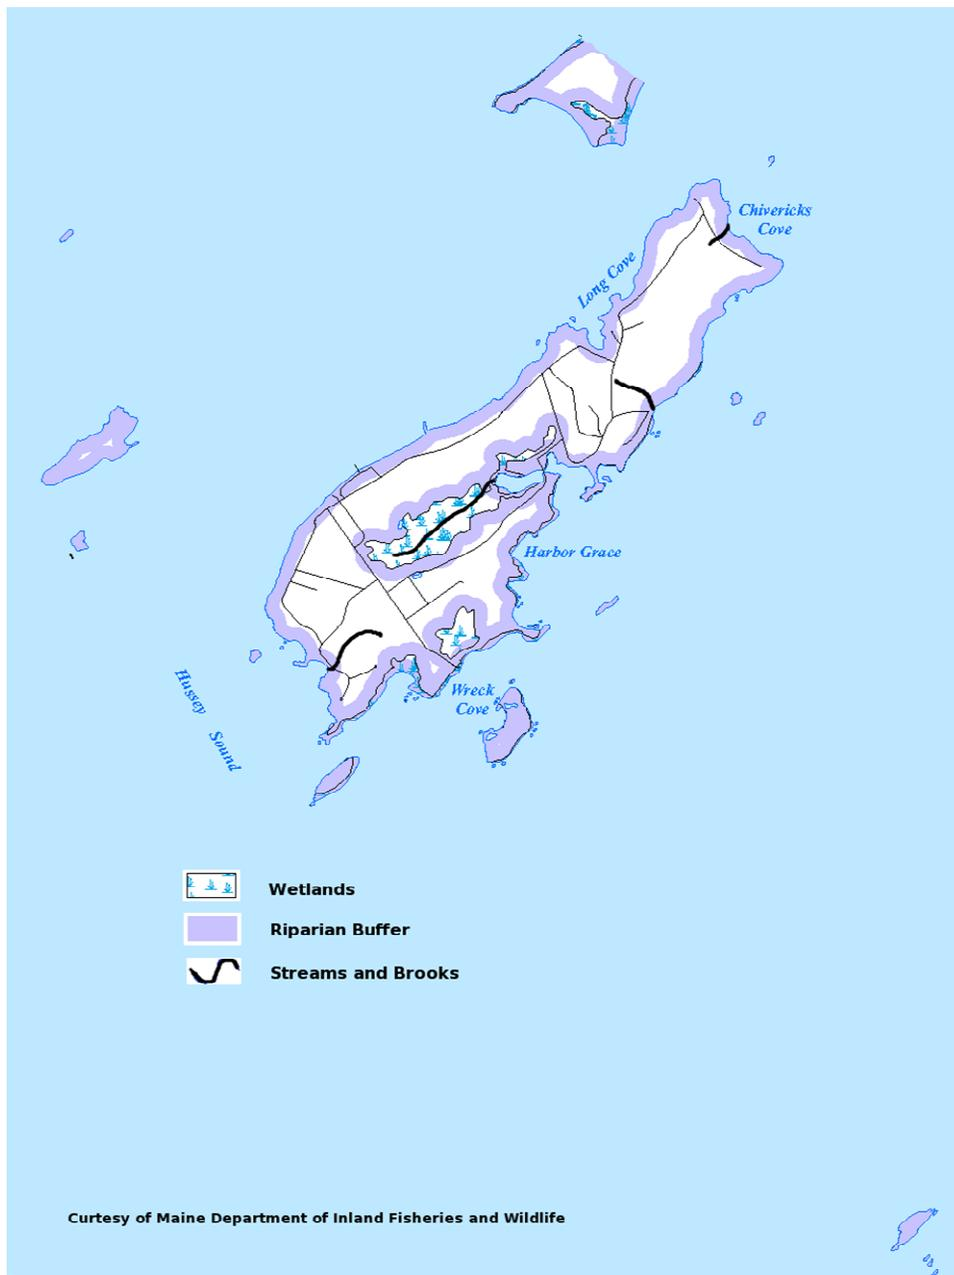 Chivericks
Cove
Long Cove
Harbor Grace
Wreck
Cove
Hussey
Sound
Wetlands
Riparian Buffer
Streams and Brooks
Curtesy of Maine Department of Inland Fisheries and Wildlife